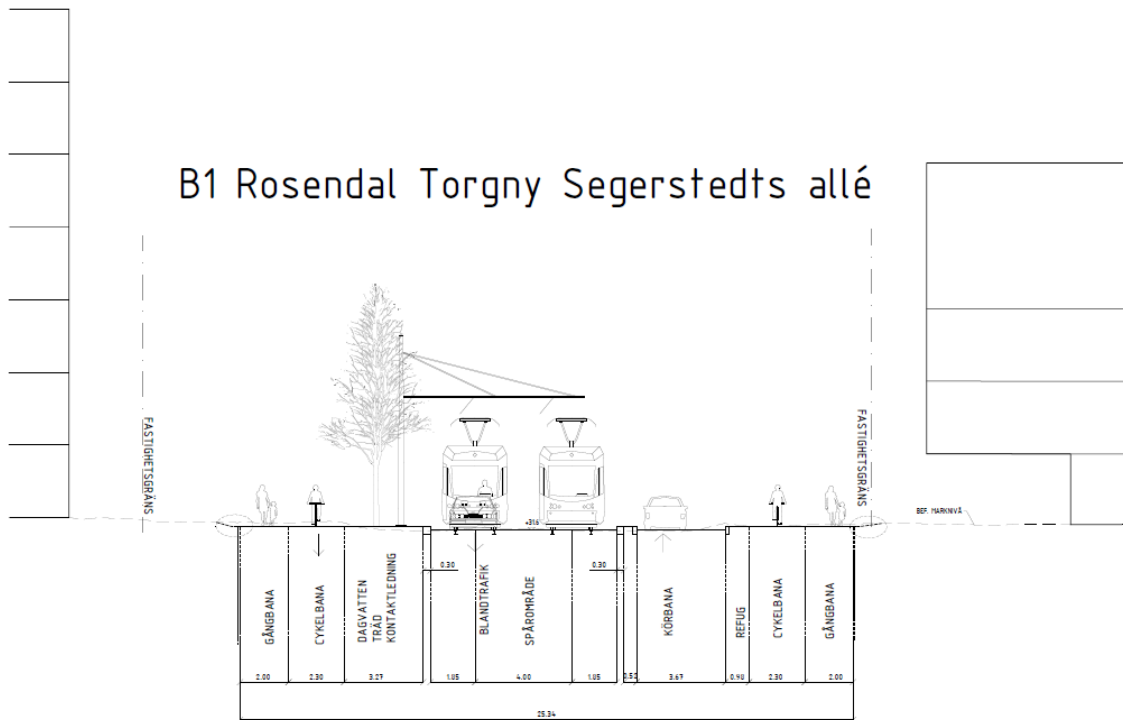 B1 Rosendal Torgny Segerstedts allé
FASTIGHETSGRÄNS
FASTIGHETSGRÄNS
BEF. MARKNIVÅ
+31.6
0.30
0.30
GÅNGBANA
CYKELBANA
DAGVATTEN
TRÄD
KONTAKTLEDNING
BLANDTRAFIK
SPÅROMRÅDE
KÖRBANA
REFUG
CYKELBANA
GÅNGBANA
2.00 2.30 3.27 1.85 4.00 1.85 3.67 0.90 2.30 2.00
25.34